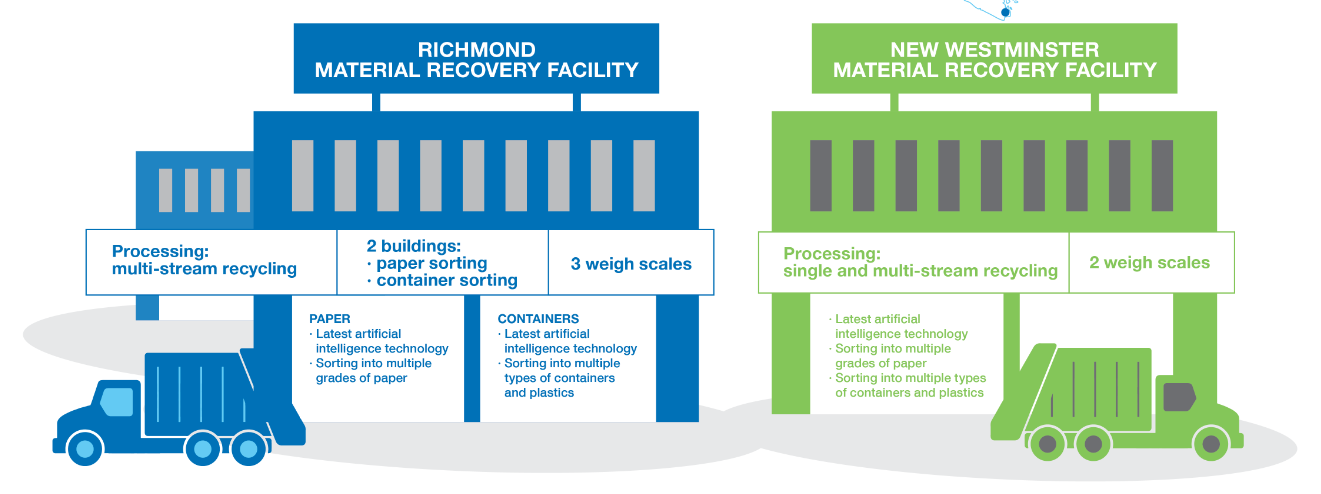 RICHMOND
MATERIAL RECOVERY FACILITY
Processing:
multi-stream recycling
2 buildings:
· paper sorting
· container sorting
3 weigh scales
PAPER
· Latest artificial
intelligence technology
· Sorting into multiple
grades of paper
CONTAINERS
· Latest artificial
intelligence technology
· Sorting into multiple
types of containers
and plastics
NEW WESTMINSTER
MATERIAL RECOVERY FACILITY
Processing:
single and multi-stream recycling
2 weigh scales
· Latest artificial
intelligence technology
· Sorting into multiple
grades of paper
· Sorting into multiple types
of containers and plastics